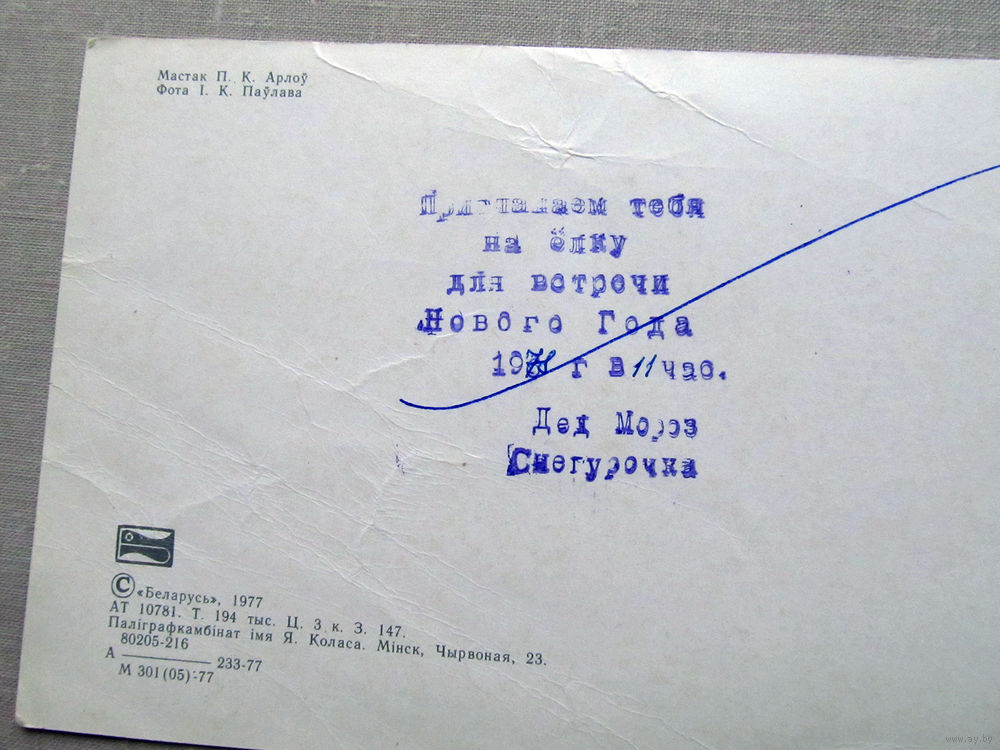 Мастак П. К. Арлоў
Фота І. К. Паўлава
Приглашаем тебя
на ёлку
для встречи
Нового Года
г в 11 час.
Дед Мороз
Снегурочка
© «Беларусь», 1977
АТ 10781. Т. 194 тыс. Ц. 3 к. З. 147.
Паліграфкамбінат імя Я. Коласа. Мінск, Чырвоная, 23.
80205-216
А ———— 233-77
М 301(05)-77
www.ay.by